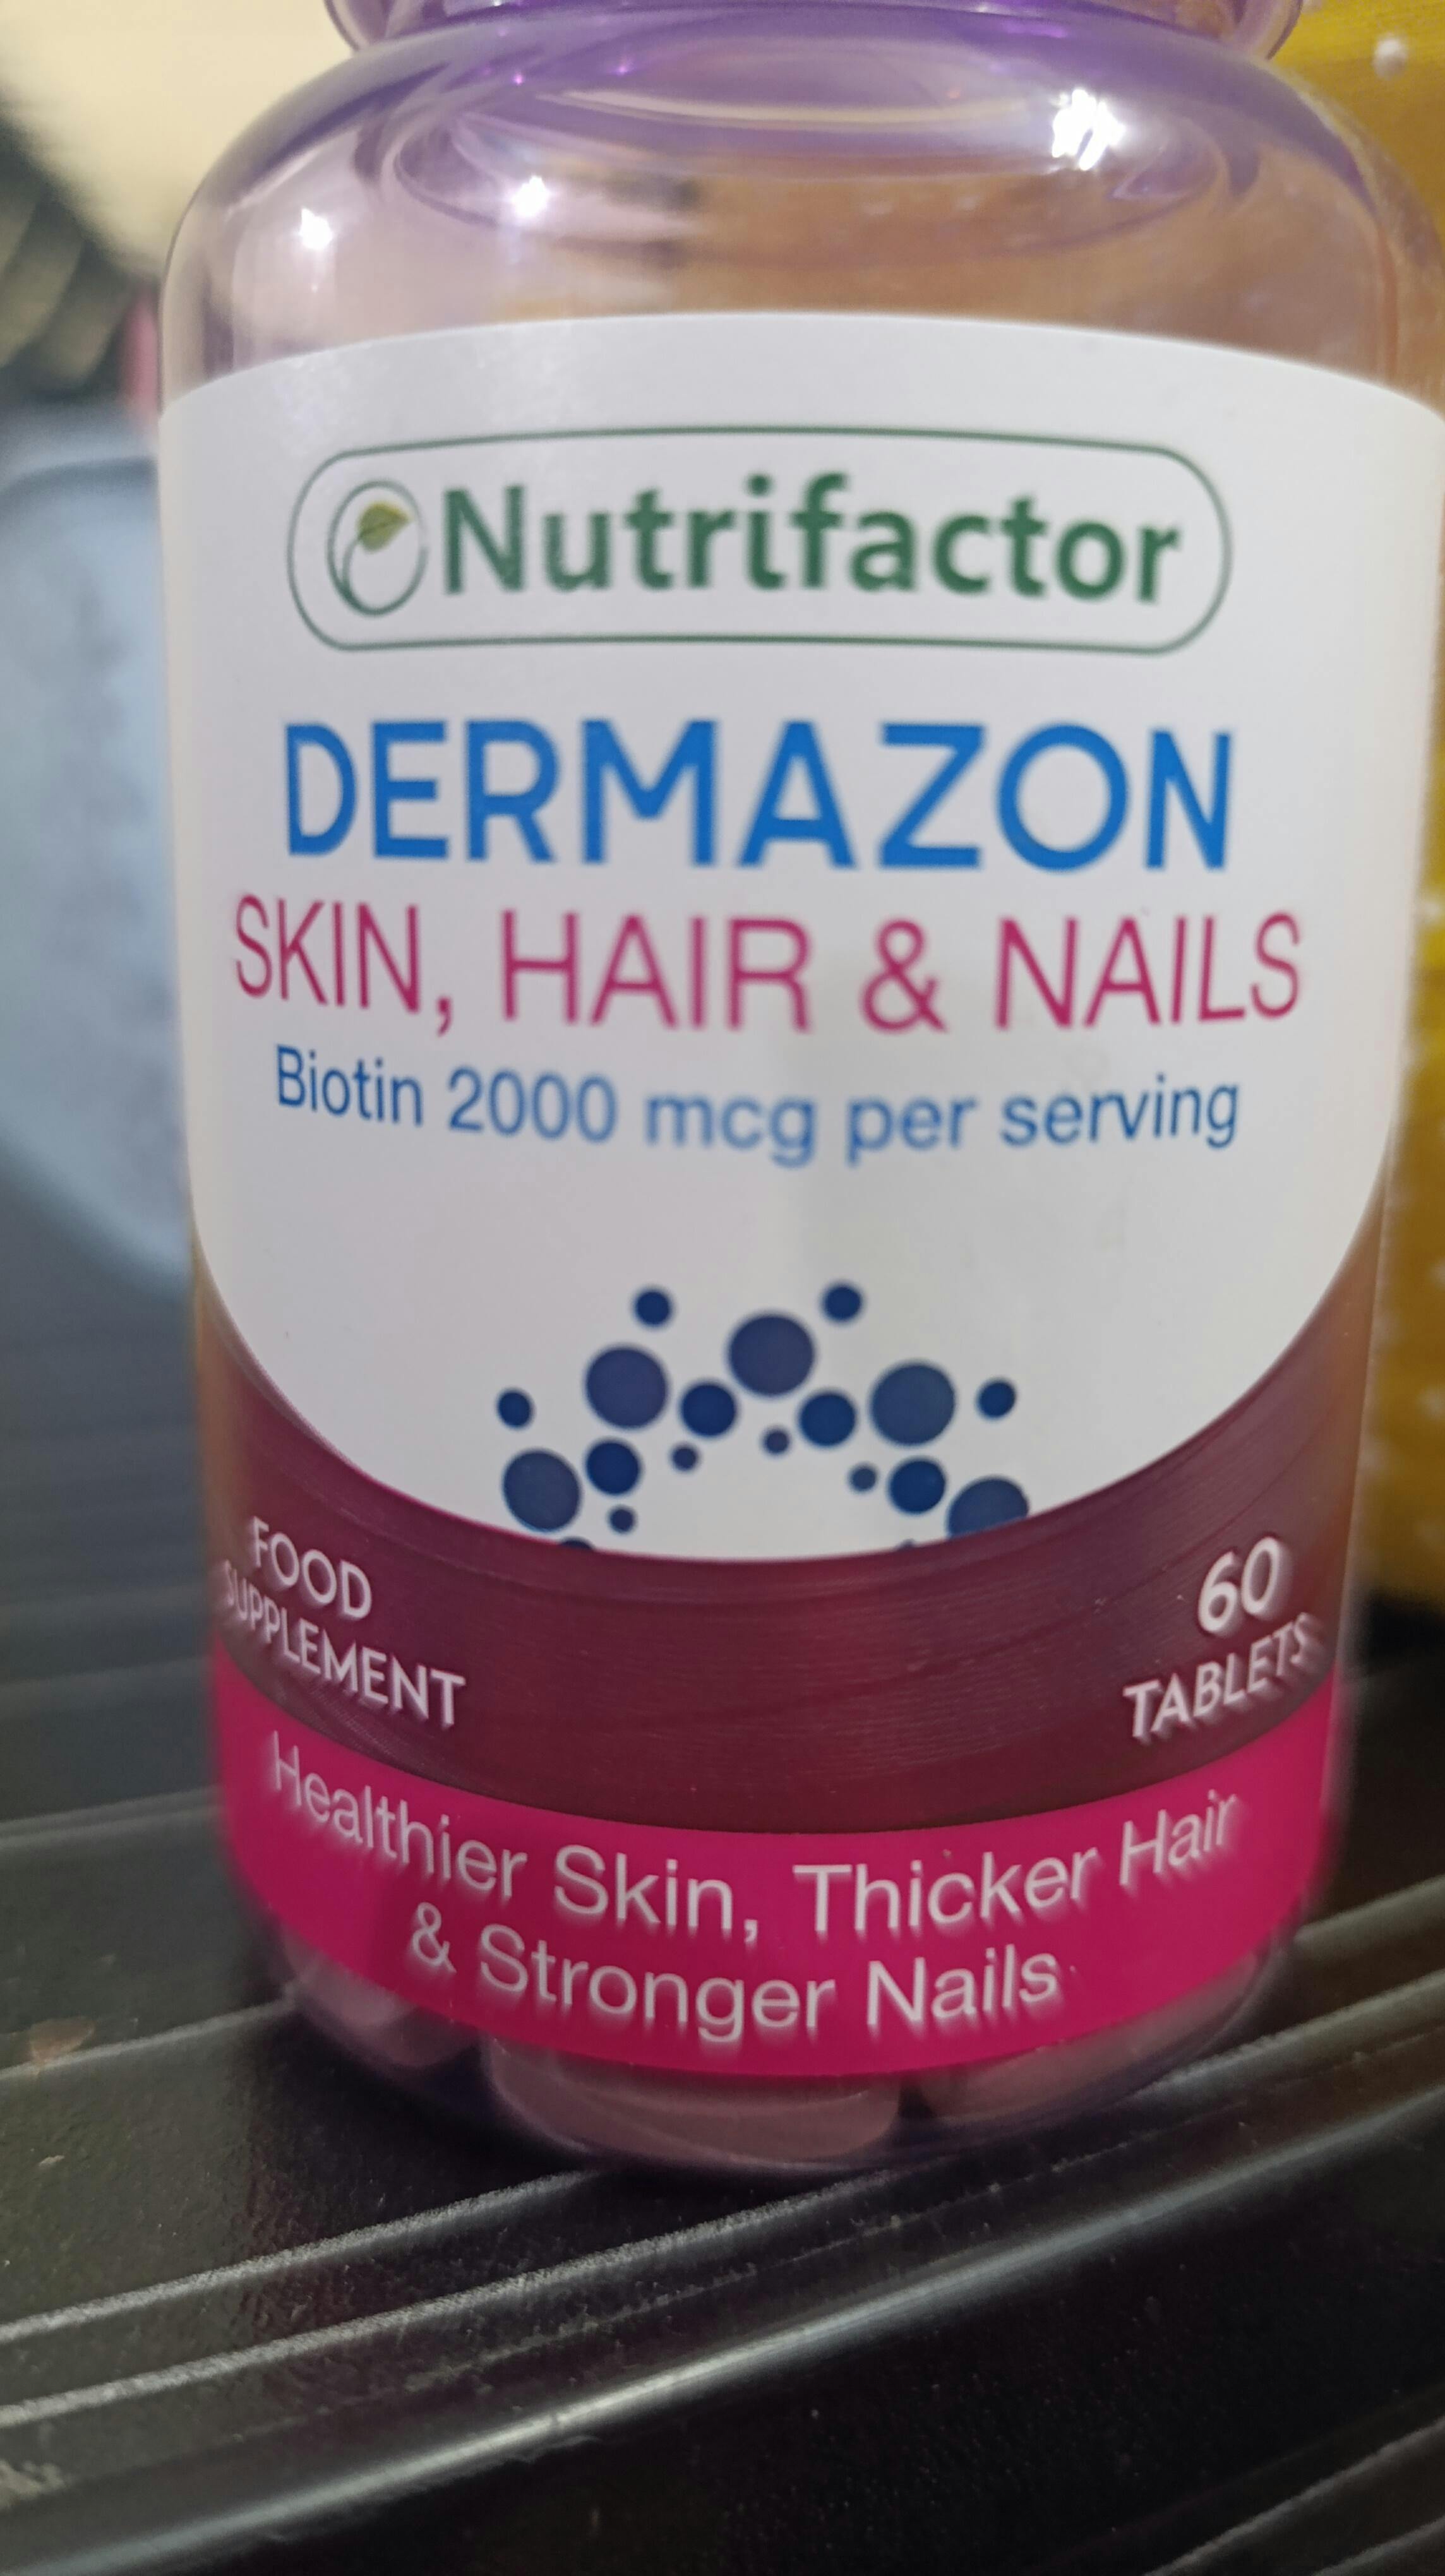 Nutrifactor
DERMAZON
SKIN, HAIR & NAILS
Biotin 2000 mcg per serving
FOOD
SUPPLEMENT
60
TABLETS
Healthier Skin, Thicker Hair
& Stronger Nails